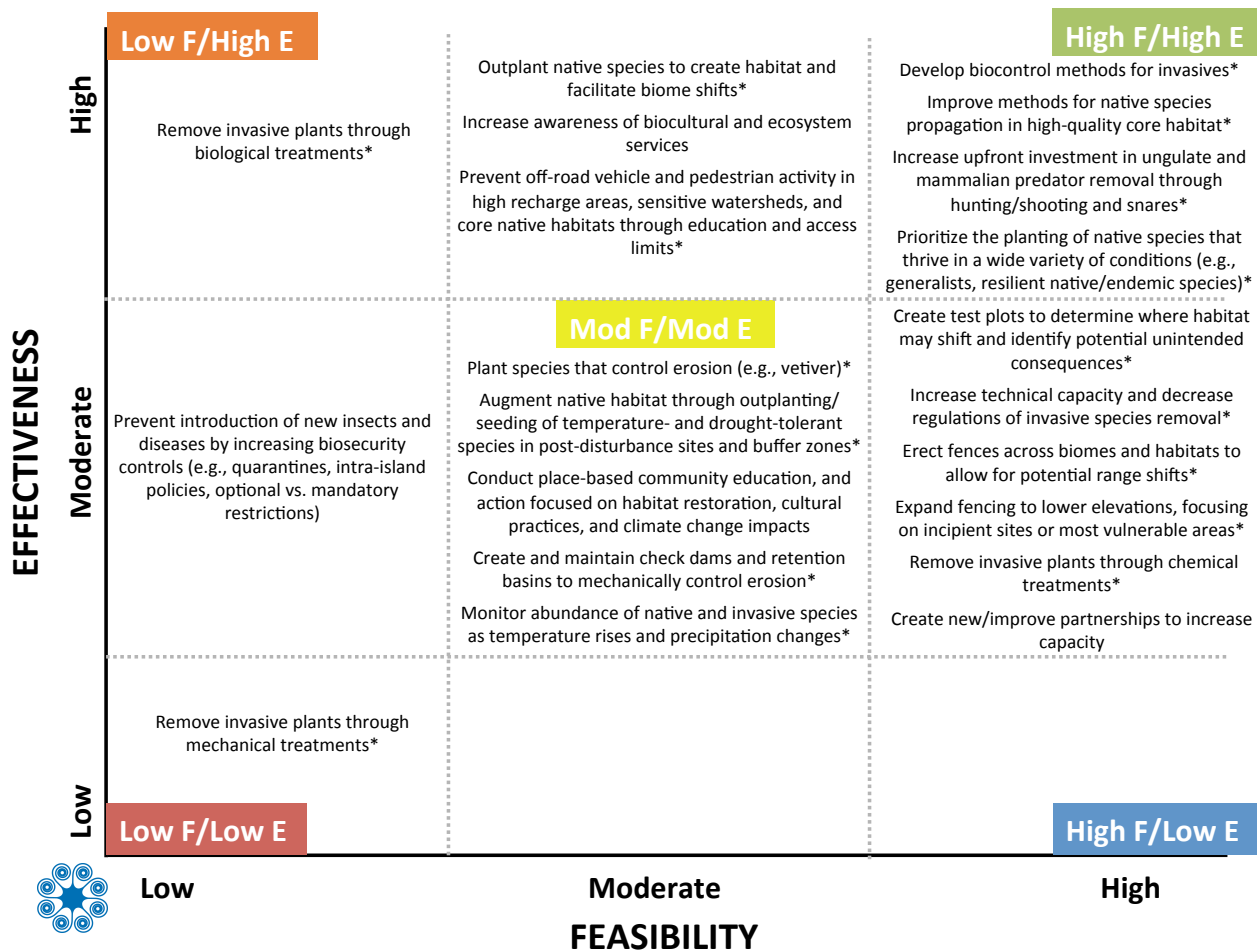 Low F/High E
High F/High E
High
Remove invasive plants through
biological treatments*
Outplant native species to create habitat and
facilitate biome shifts*
Increase awareness of biocultural and ecosystem
services
Prevent off-road vehicle and pedestrian activity in
high recharge areas, sensitive watersheds, and
core native habitats through education and access
limits*
Develop biocontrol methods for invasives*
Improve methods for native species
propagation in high-quality core habitat*
Increase upfront investment in ungulate and
mammalian predator removal through
hunting/shooting and snares*
Prioritize the planting of native species that
thrive in a wide variety of conditions (e.g.,
generalists, resilient native/endemic species)*
EFFECTIVENESS
Moderate
Prevent introduction of new insects and
diseases by increasing biosecurity
controls (e.g., quarantines, intra-island
policies, optional vs. mandatory
restrictions)
Mod F/Mod E
Plant species that control erosion (e.g., vetiver)*
Augment native habitat through outplanting/
seeding of temperature- and drought-tolerant
species in post-disturbance sites and buffer zones*
Conduct place-based community education, and
action focused on habitat restoration, cultural
practices, and climate change impacts
Create and maintain check dams and retention
basins to mechanically control erosion*
Monitor abundance of native and invasive species
as temperature rises and precipitation changes*
Create test plots to determine where habitat
may shift and identify potential unintended
consequences*
Increase technical capacity and decrease
regulations of invasive species removal*
Erect fences across biomes and habitats to
allow for potential range shifts*
Expand fencing to lower elevations, focusing
on incipient sites or most vulnerable areas*
Remove invasive plants through chemical
treatments*
Create new/improve partnerships to increase
capacity
Low
Remove invasive plants through
mechanical treatments*
Low F/Low E
High F/Low E
Low
Moderate
High
FEASIBILITY